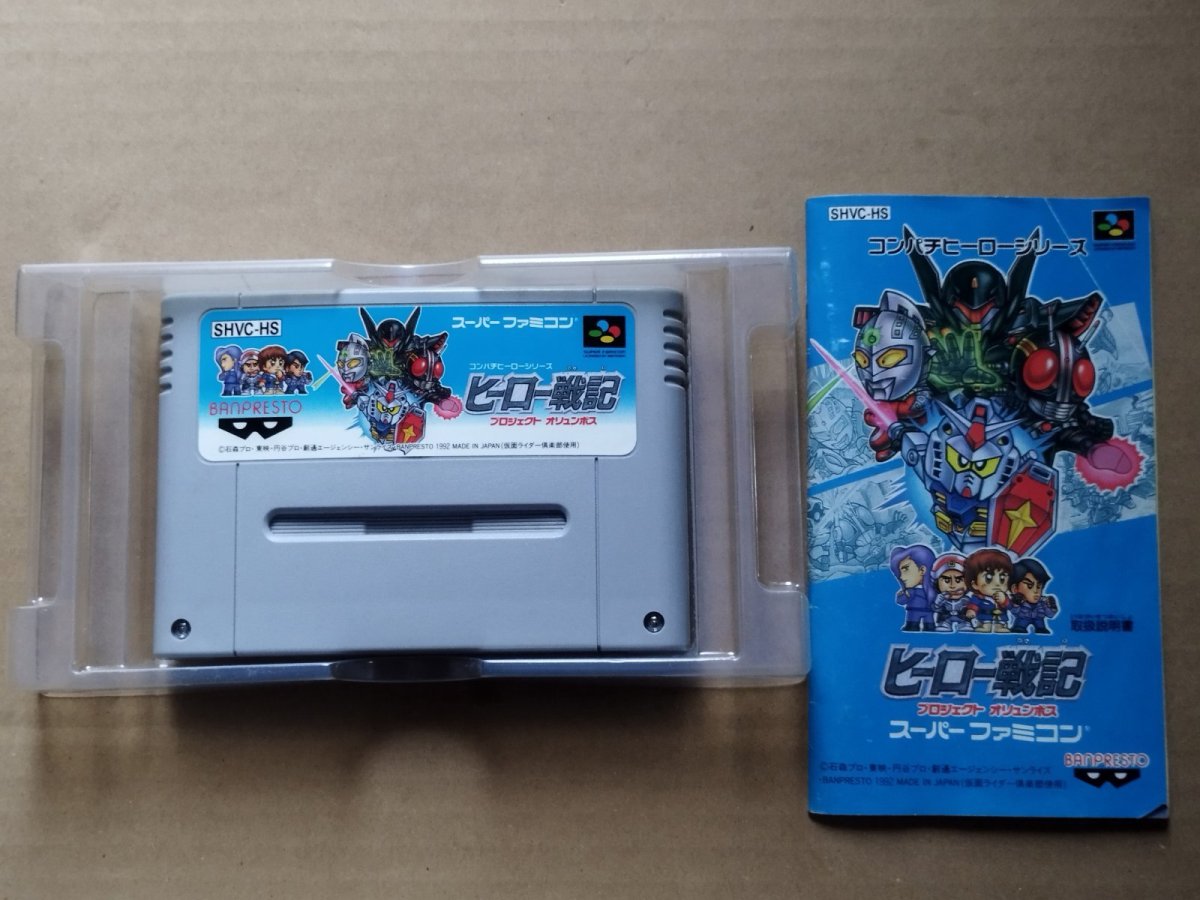 SHVC-HS
スーパーファミコン
SUPER FAMICOM
BANPRESTO
コンパチヒーローシリーズ
ヒーロー戦記
プロジェクト オリュンポス
©石森プロ・東映・円谷プロ・創通エージェンシー・サンライズ BANPRESTO 1992 MADE IN JAPAN(仮面ライダー倶楽部使用)
SHVC-HS
コンパチヒーローシリーズ
取扱説明書
ヒーロー戦記
プロジェクト オリュンポス
スーパーファミコン
BANPRESTO
©石森プロ・東映・円谷プロ・創通エージェンシー・サンライズ
・BANPRESTO 1992 MADE IN JAPAN(仮面ライダー倶楽部使用)